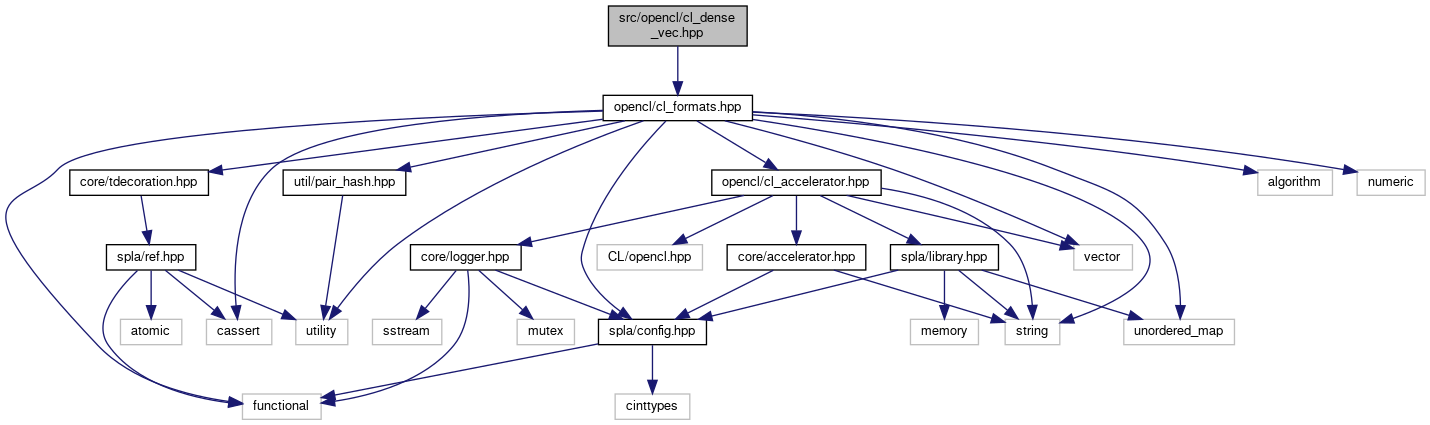 src/opencl/cl_dense
_vec.hpp
opencl/cl_formats.hpp
core/tdecoration.hpp
util/pair_hash.hpp
opencl/cl_accelerator.hpp
algorithm
numeric
spla/ref.hpp
core/logger.hpp
CL/opencl.hpp
core/accelerator.hpp
spla/library.hpp
vector
atomic
cassert
utility
sstream
mutex
spla/config.hpp
memory
string
unordered_map
functional
cinttypes